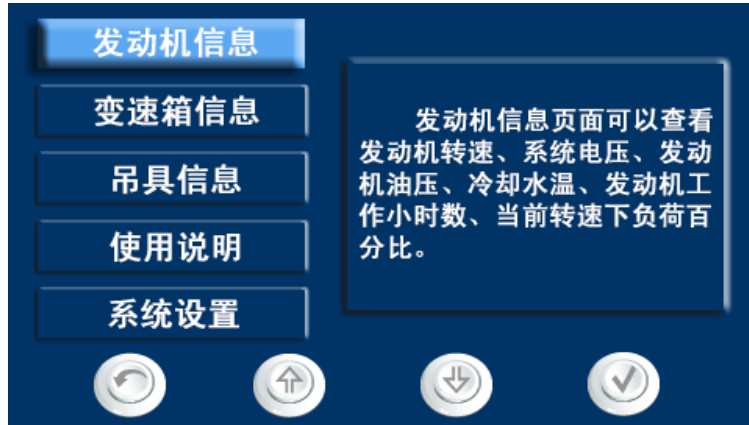 发动机信息
变速箱信息
吊具信息
使用说明
系统设置
发动机信息页面可以查看
发动机转速、系统电压、发动
机油压、冷却水温、发动机工
作小时数、当前转速下负荷百
分比。